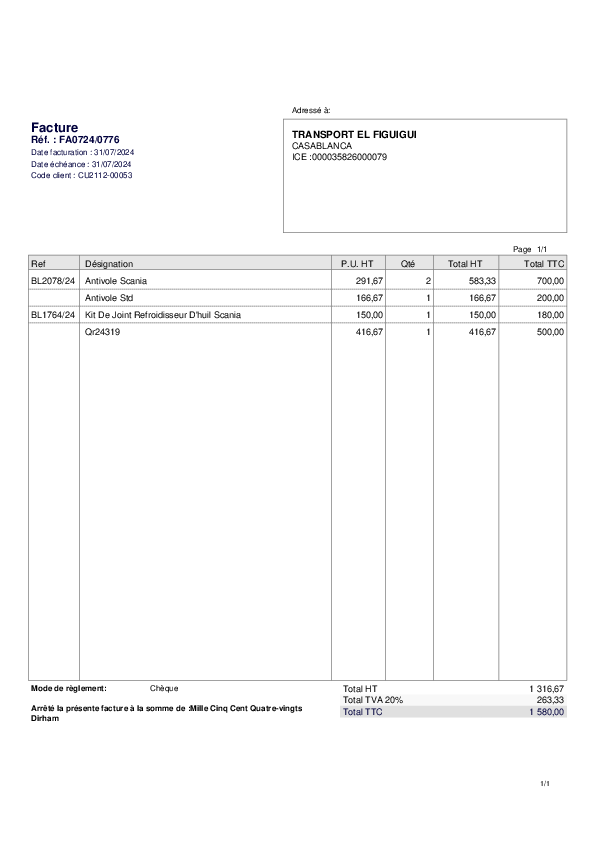 Adressé à:
Facture
Réf. : FA0724/0776
Date facturation : 31/07/2024
Date échéance : 31/07/2024
Code client : CU2112-00053
TRANSPORT EL FIGUIGUI
CASABLANCA
ICE :000035826000079
Page 1/1
Ref Désignation P.U. HT Qté Total HT Total TTC
BL2078/24 Antivole Scania 291,67 2 583,33 700,00
Antivole Std 166,67 1 166,67 200,00
BL1764/24 Kit De Joint Refroidisseur D'huil Scania 150,00 1 150,00 180,00
Qr24319 416,67 1 416,67 500,00
Mode de règlement: Chèque
Arrêté la présente facture à la somme de :Mille Cinq Cent Quatre-vingts
Dirham
Total HT 1 316,67
Total TVA 20% 263,33
Total TTC 1 580,00
1/1